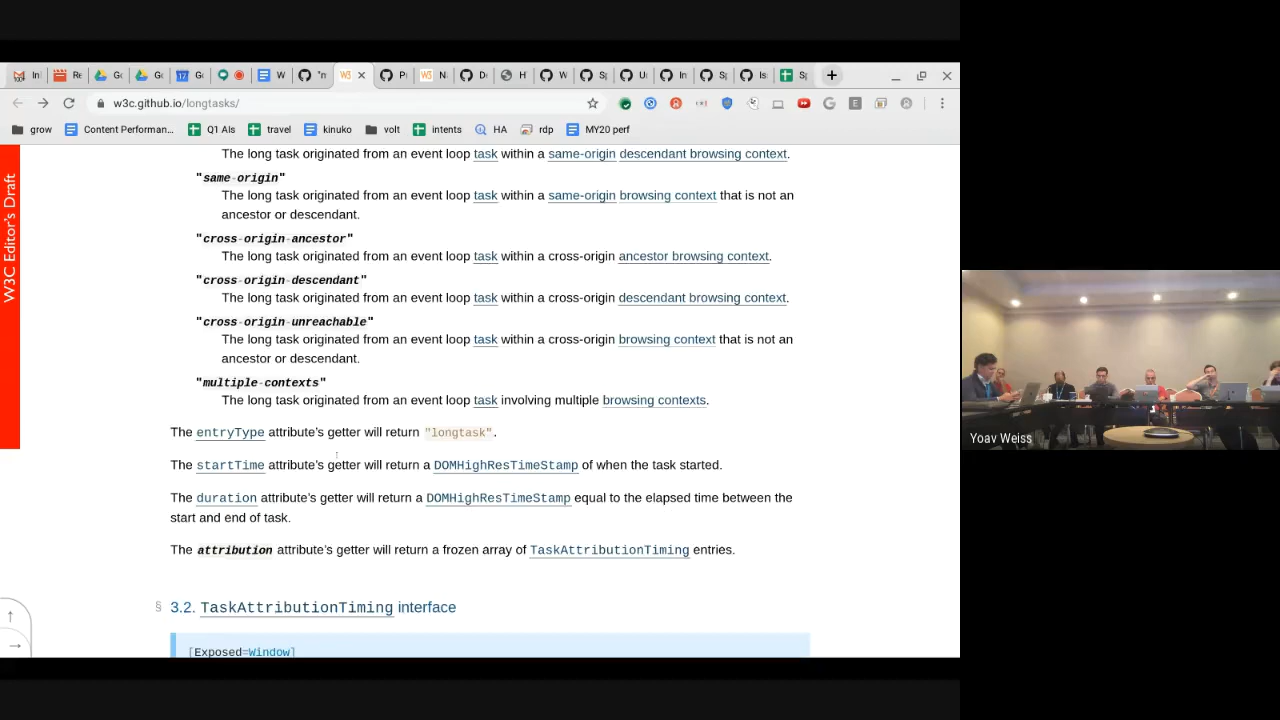 In
Re
Go
Go
17 Go
W
"n
W3
P
W3 N
D
H
W
S
U
In
S
Is
S
w3c.github.io/longtasks/
grow
Content Performan...
Q1 AIs
travel
kinuko
volt
intents
HA
rdp
MY20 perf
W3C Editor's Draft
The long task originated from an event loop task within a same-origin descendant browsing context.
"same-origin"
The long task originated from an event loop task within a same-origin browsing context that is not an
ancestor or descendant.
"cross-origin-ancestor"
The long task originated from an event loop task within a cross-origin ancestor browsing context.
"cross-origin-descendant"
The long task originated from an event loop task within a cross-origin descendant browsing context.
"cross-origin-unreachable"
The long task originated from an event loop task within a cross-origin browsing context that is not an
ancestor or descendant.
"multiple-contexts"
The long task originated from an event loop task involving multiple browsing contexts.
The entryType attribute's getter will return "longtask".
The startTime attribute's getter will return a DOMHighResTimeStamp of when the task started.
The duration attribute's getter will return a DOMHighResTimeStamp equal to the elapsed time between the
start and end of task.
The attribution attribute's getter will return a frozen array of TaskAttributionTiming entries.
§ 3.2. TaskAttributionTiming interface
[Exposed=Window]
Yoav Weiss